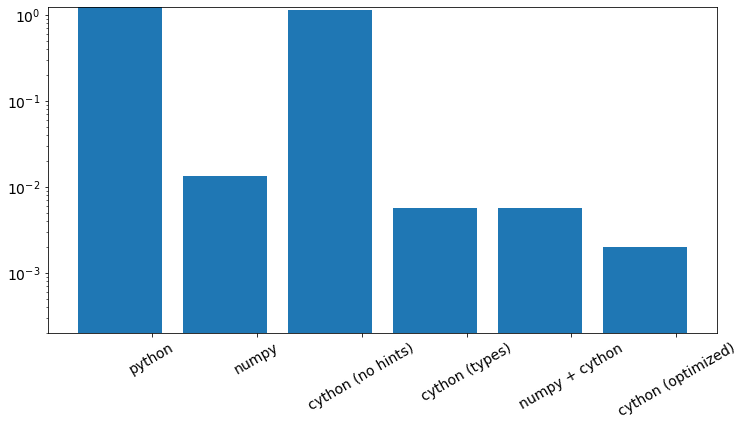 10⁰
10⁻¹
10⁻²
10⁻³
python
numpy
cython (no hints)
cython (types)
numpy + cython
cython (optimized)